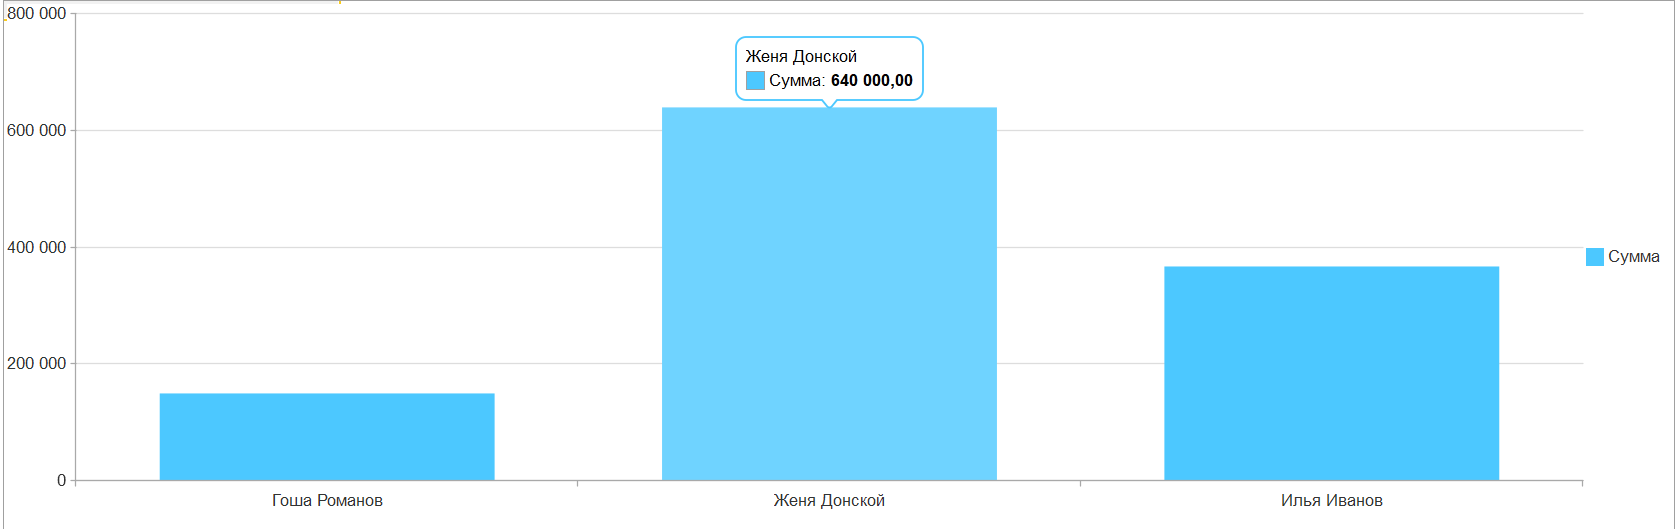 800 000
600 000
400 000
200 000
0
Женя Донской
Сумма: 640 000,00
Сумма
Гоша Романов
Женя Донской
Илья Иванов